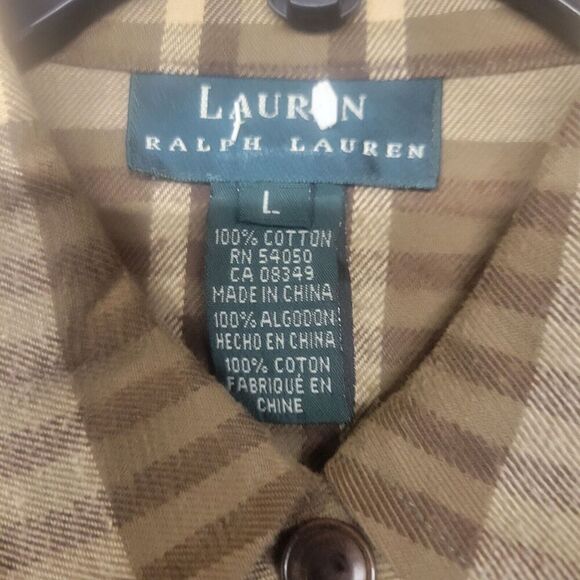 LAUREN
RALPH LAUREN
L
100% COTTON
RN 54050
CA 08349
MADE IN CHINA
100% ALGODON
HECHO EN CHINA
100% COTON
FABRIQUÉ EN
CHINE